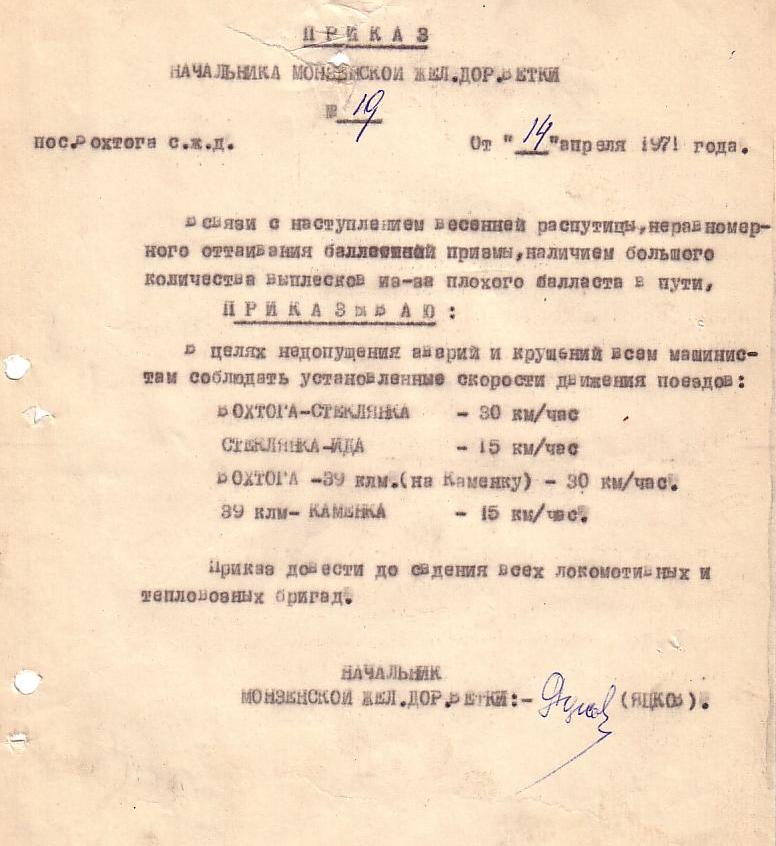 П Р И К А З
НАЧАЛЬНИКА МОНЗЕНСКОЙ ЖЕЛ.ДОР.ВЕТКИ
№ 19
пос.Вохтога с.ж.д. От "14"апреля 1971 года.
В связи с наступлением весенней распутицы,неравномер-
ного оттаивания балластной призмы,наличием большого
количества выплесков из-за плохого балласта в пути,
П Р И К А З Ы В А Ю :
В целях недопущения аварий и крушений всем машинис-
там соблюдать установленные скорости движения поездов:
ВОХТОГА-СТЕКЛЯНКА - 30 км/час
СТЕКЛЯНКА-ИДА - 15 км/час
ВОХТОГА -39 клм.(на Каменку) - 30 км/час.
39 клм- КАМЕНКА - 15 км/час.
Приказ довести до сведения всех локомотивных и
тепловозных бригад.
НАЧАЛЬНИК
МОНЗЕНСКОЙ ЖЕЛ.ДОР.ВЕТКИ:- Яцков (ЯЦКОВ).